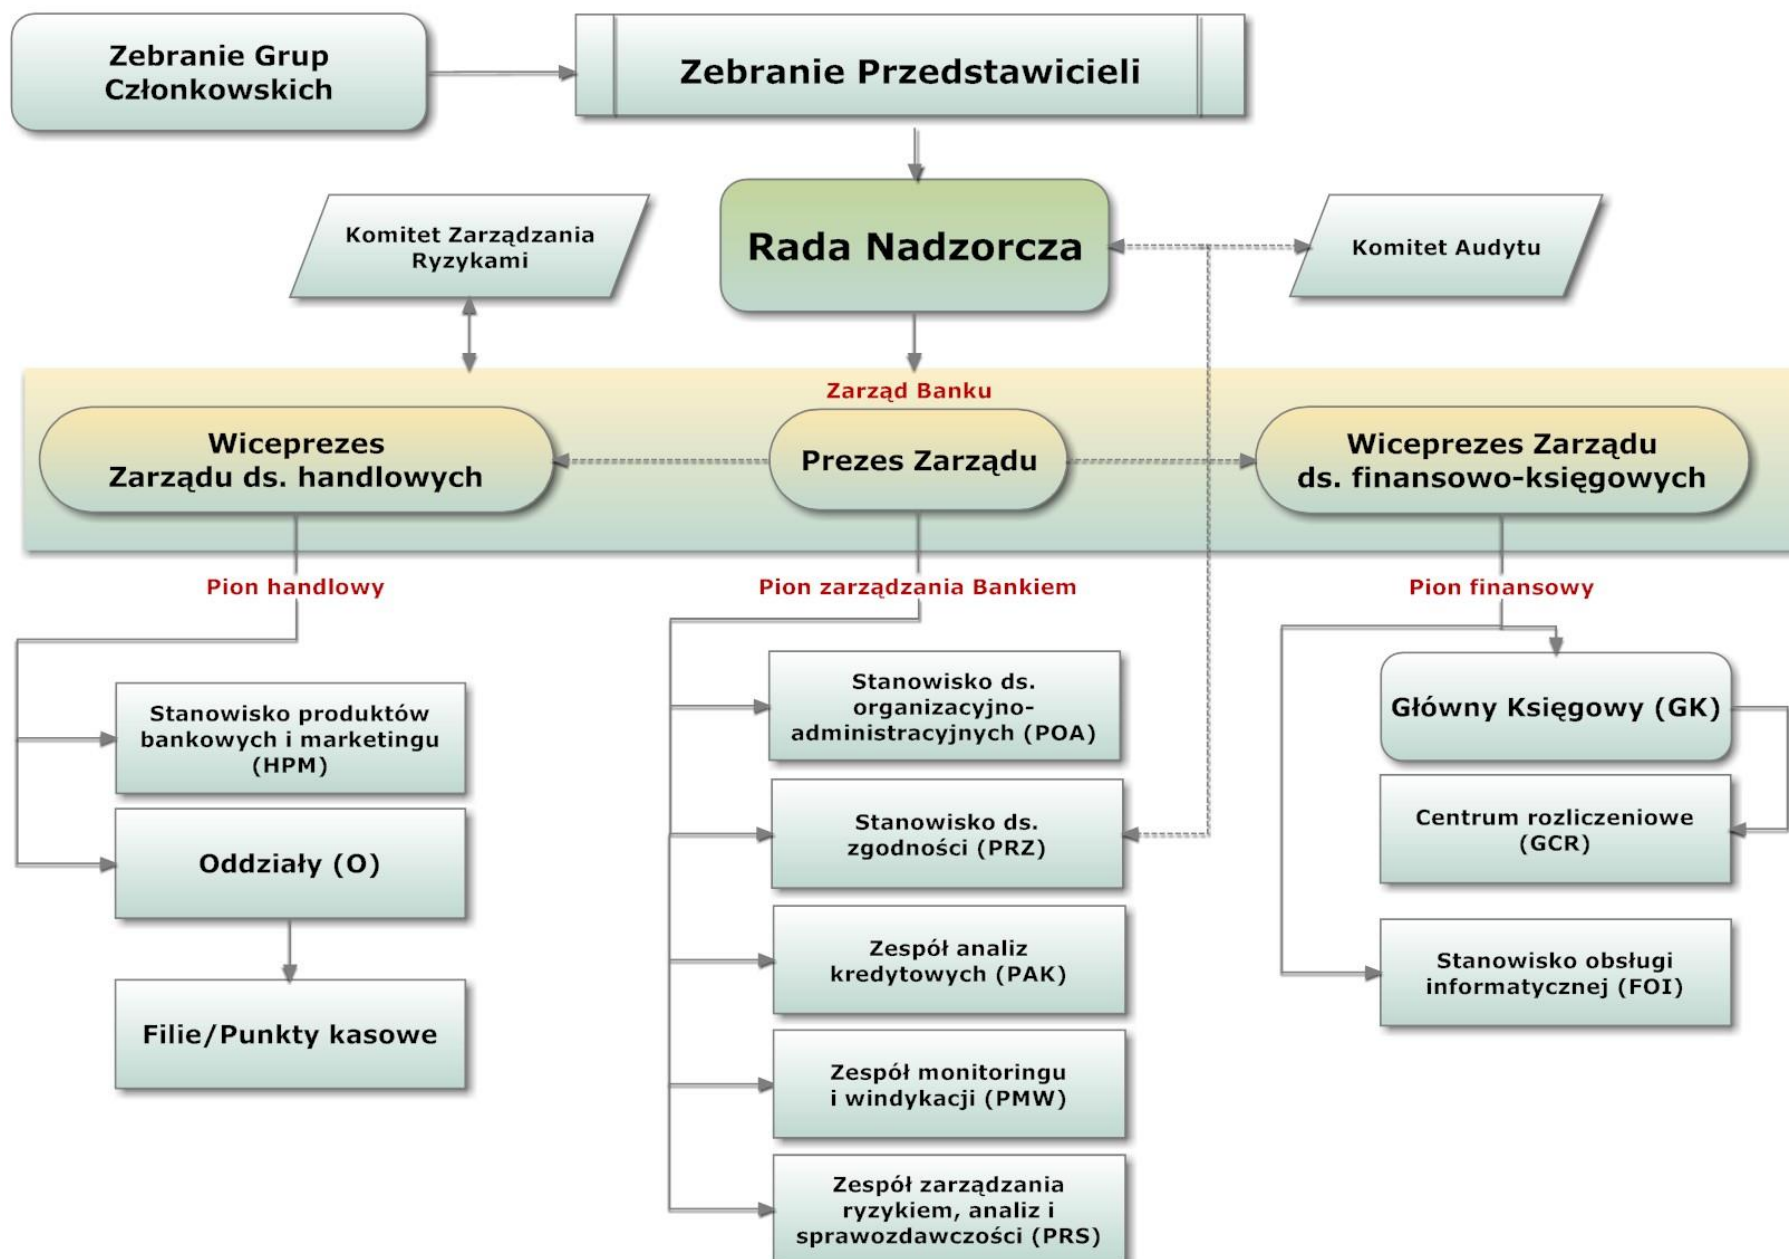 Zebranie Grup
Członkowskich
Zebranie Przedstawicieli
Komitet Zarządzania
Ryzykami
Rada Nadzorcza
Komitet Audytu
Zarząd Banku
Wiceprezes
Zarządu ds. handlowych
Prezes Zarządu
Wiceprezes Zarządu
ds. finansowo-księgowych
Pion handlowy
Pion zarządzania Bankiem
Pion finansowy
Stanowisko produktów
bankowych i marketingu
(HPM)
Oddziały (O)
Filie/Punkty kasowe
Stanowisko ds.
organizacyjno-
administracyjnych (POA)
Stanowisko ds.
zgodności (PRZ)
Zespół analiz
kredytowych (PAK)
Zespół monitoringu
i windykacji (PMW)
Zespół zarządzania
ryzykiem, analiz i
sprawozdawczości (PRS)
Główny Księgowy (GK)
Centrum rozliczeniowe
(GCR)
Stanowisko obsługi
informatycznej (FOI)